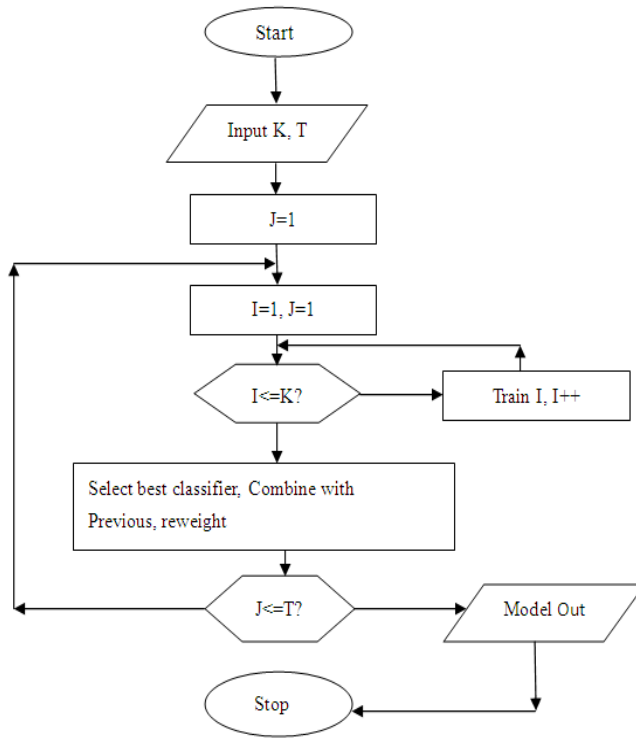 Start
Input K, T
J=1
I=1, J=1
I<=K?
Train I, I++
Select best classifier, Combine with
Previous, reweight
J<=T?
Model Out
Stop